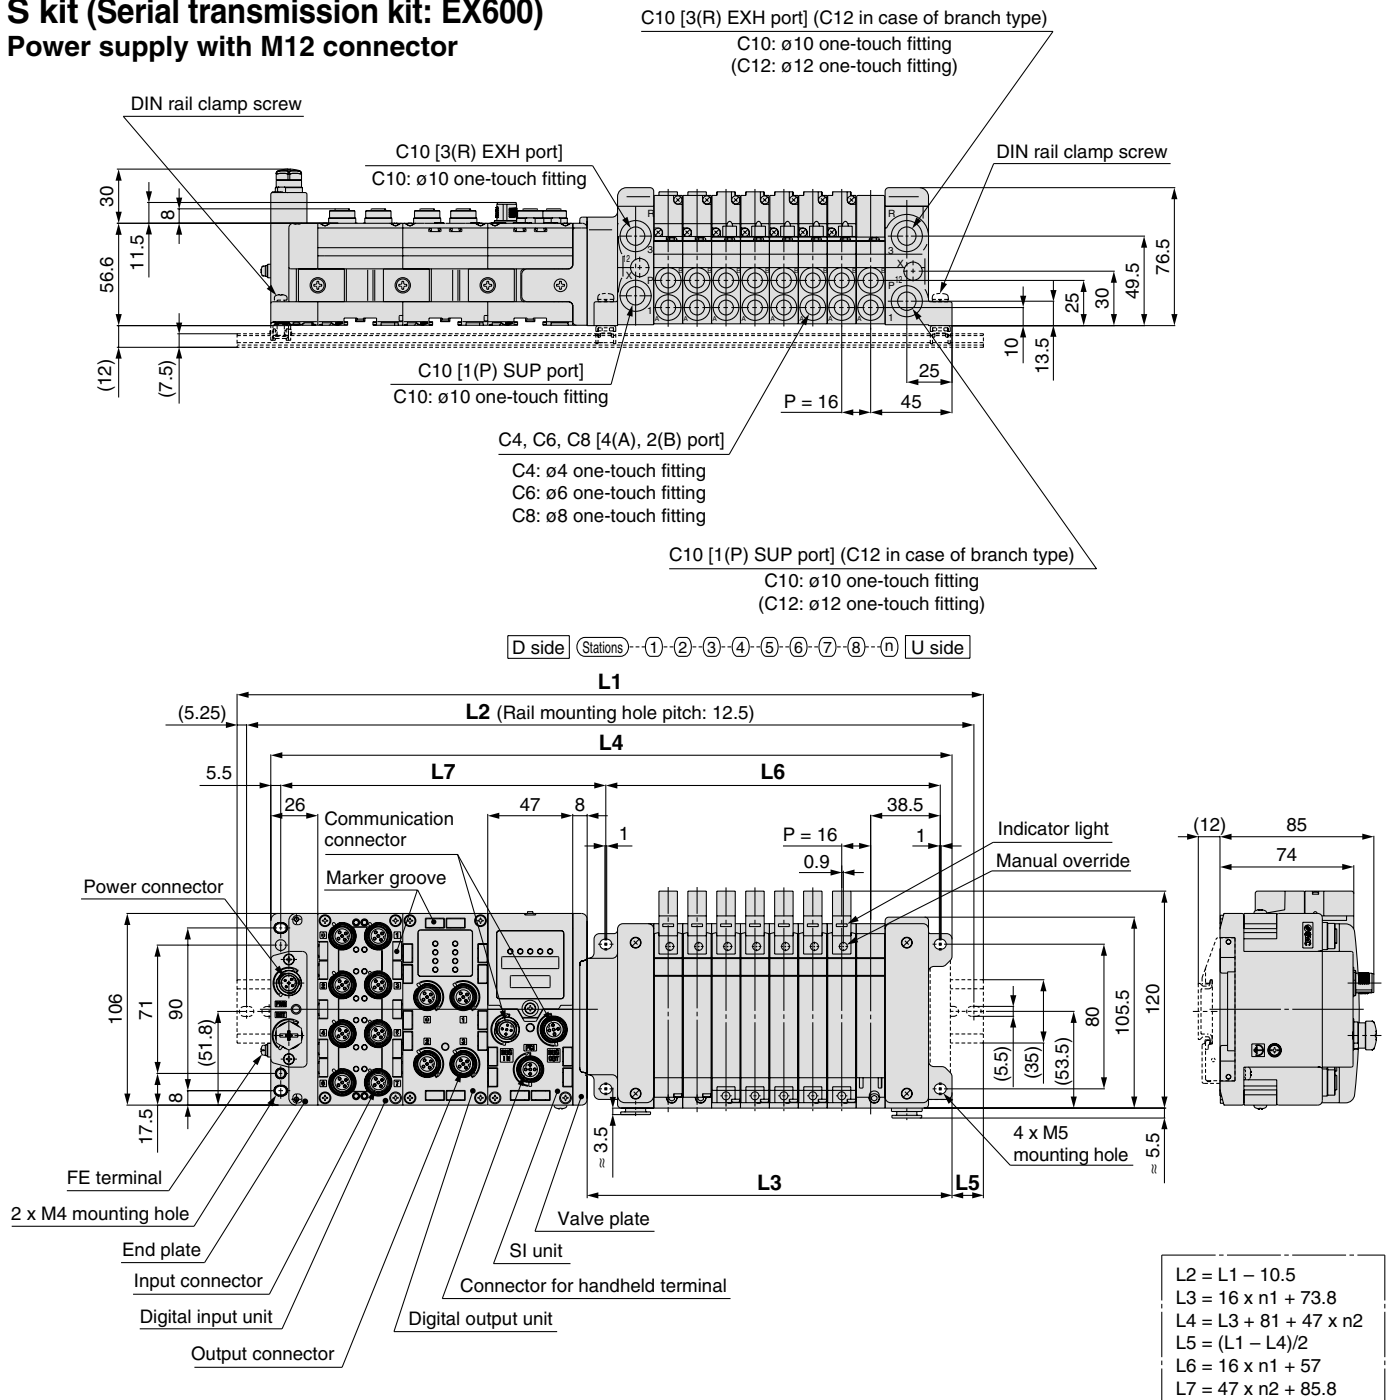 S kit (Serial transmission kit: EX600)
Power supply with M12 connector
C10 [3(R) EXH port] (C12 in case of branch type)
C10: ø10 one-touch fitting
(C12: ø12 one-touch fitting)
DIN rail clamp screw
C10 [3(R) EXH port]
C10: ø10 one-touch fitting
DIN rail clamp screw
30
11.5
8
56.6
(12)
(7.5)
R
3
12
X
P
1
R
3
X
12
P
1
76.5
49.5
30
25
13.5
10
25
45
P = 16
C10 [1(P) SUP port]
C10: ø10 one-touch fitting
C4, C6, C8 [4(A), 2(B) port]
C4: ø4 one-touch fitting
C6: ø6 one-touch fitting
C8: ø8 one-touch fitting
C10 [1(P) SUP port] (C12 in case of branch type)
C10: ø10 one-touch fitting
(C12: ø12 one-touch fitting)
D side Stations 1 2 3 4 5 6 7 8 n U side
L1
(5.25)
L2 (Rail mounting hole pitch: 12.5)
L4
5.5
L7
L6
26
Communication
connector
47
8
1
P = 16
38.5
1
0.9
Indicator light
Manual override
Marker groove
Power connector
(12)
85
74
106
71
90
(51.8)
17.5
8
80
105.5
120
(5.5)
(35)
(53.5)
≈ 3.5
≈ 5.5
4 x M5
mounting hole
L3
L5
FE terminal
2 x M4 mounting hole
End plate
Input connector
Digital input unit
Output connector
Valve plate
SI unit
Connector for handheld terminal
Digital output unit
L2 = L1 – 10.5
L3 = 16 x n1 + 73.8
L4 = L3 + 81 + 47 x n2
L5 = (L1 – L4)/2
L6 = 16 x n1 + 57
L7 = 47 x n2 + 85.8